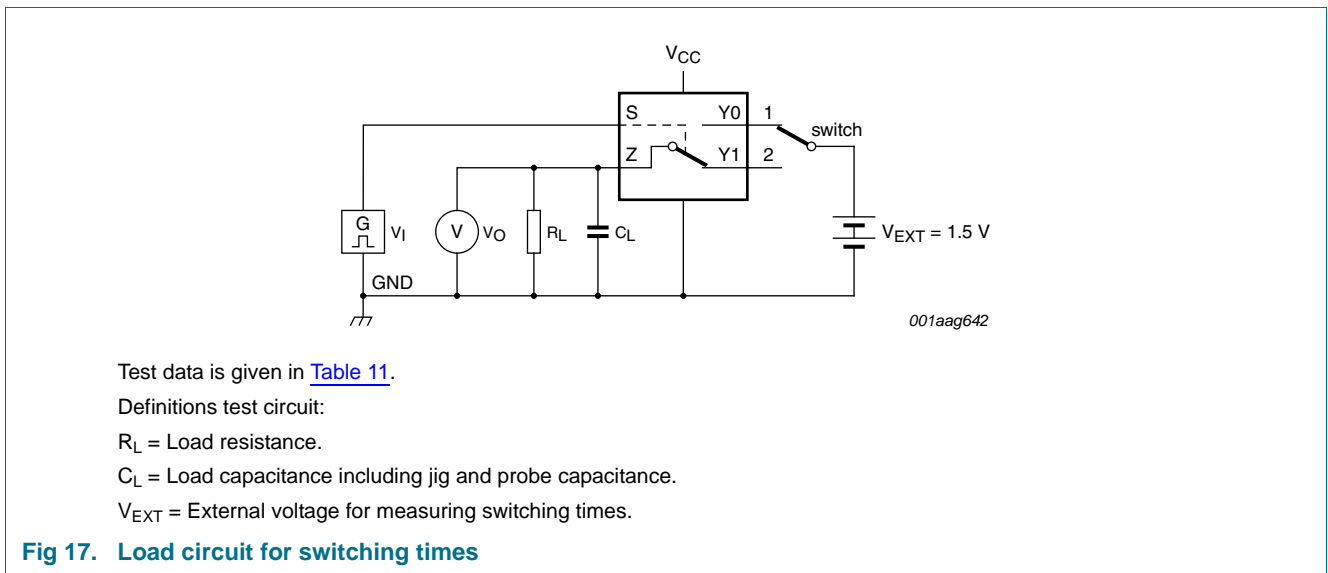 VCC
S Y0 1
switch
Z Y1 2
G VI
V VO RL CL
VEXT = 1.5 V
GND
001aag642
Test data is given in Table 11.
Definitions test circuit:
RL = Load resistance.
CL = Load capacitance including jig and probe capacitance.
VEXT = External voltage for measuring switching times.
Fig 17. Load circuit for switching times